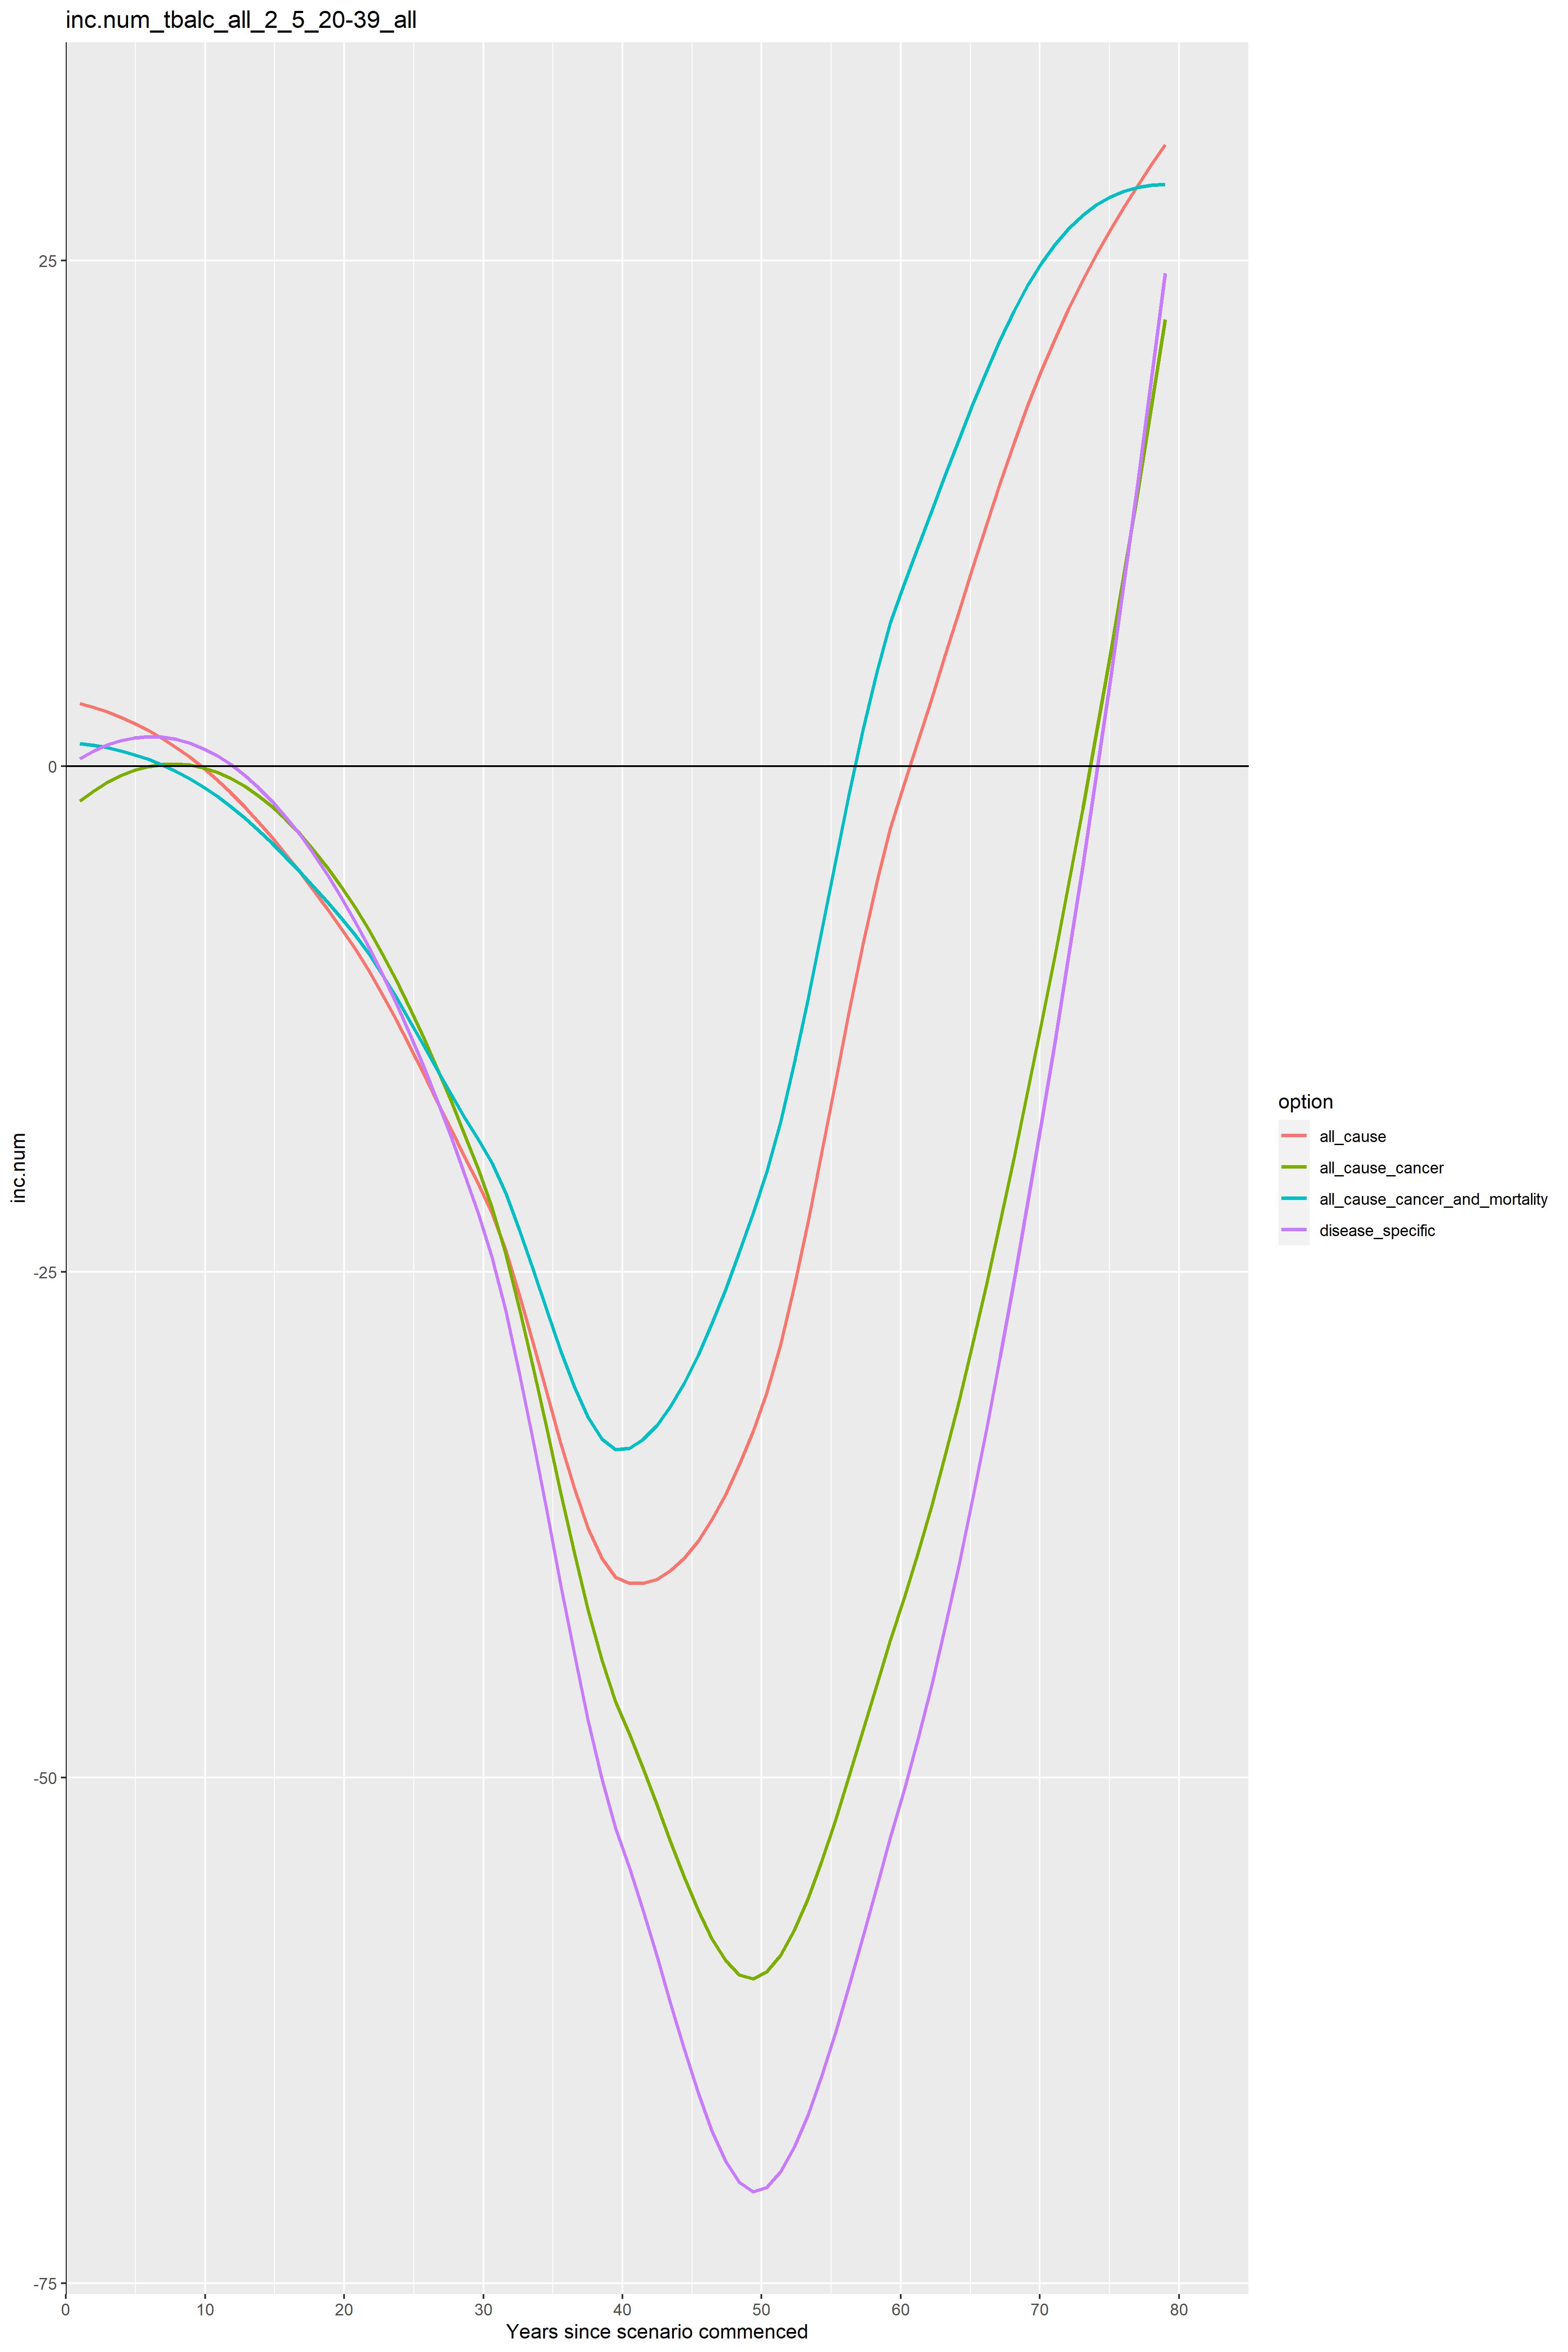 inc.num_tbalc_all_2_5_20-39_all
25
0
-25
-50
-75
inc.num
0 10 20 30 40 50 60 70 80
Years since scenario commenced
option
all_cause
all_cause_cancer
all_cause_cancer_and_mortality
disease_specific